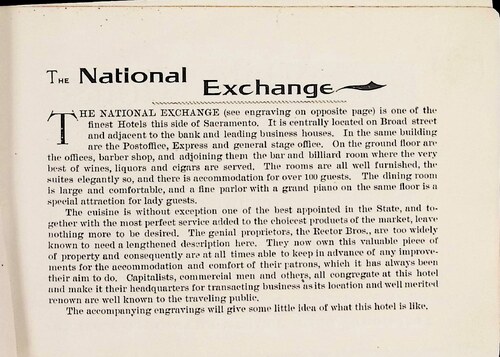 THE National Exchange
THE NATIONAL EXCHANGE (see engraving on opposite page) is one of the
finest Hotels this side of Sacramento. It is centrally located on Broad street
and adjacent to the bank and leading business houses. In the same building
are the Postoffice, Express and general stage office. On the ground floor are
the offices, barber shop, and adjoining them the bar and billiard room where the very
best of wines, liquors and cigars are served. The rooms are all well furnished, the
suites elegantly so, and there is accommodation for over 100 guests. The dining room
is large and comfortable, and a fine parlor with a grand piano on the same floor is a
special attraction for lady guests.
The cuisine is without exception one of the best appointed in the State, and to-
gether with the most perfect service added to the choicest products of the market, leave
nothing more to be desired. The genial proprietors, the Rector Bros., are too widely
known to need a lengthened description here. They now own this valuable piece of
of property and consequently are at all times able to keep in advance of any improve-
ments for the accommodation and comfort of their patrons, which it has always been
their aim to do. Capitalists, commercial men and others, all congregate at this hotel
and make it their headquarters for transacting business as its location and well merited
renown are well known to the traveling public.
The accompanying engravings will give some little idea of what this hotel is like.